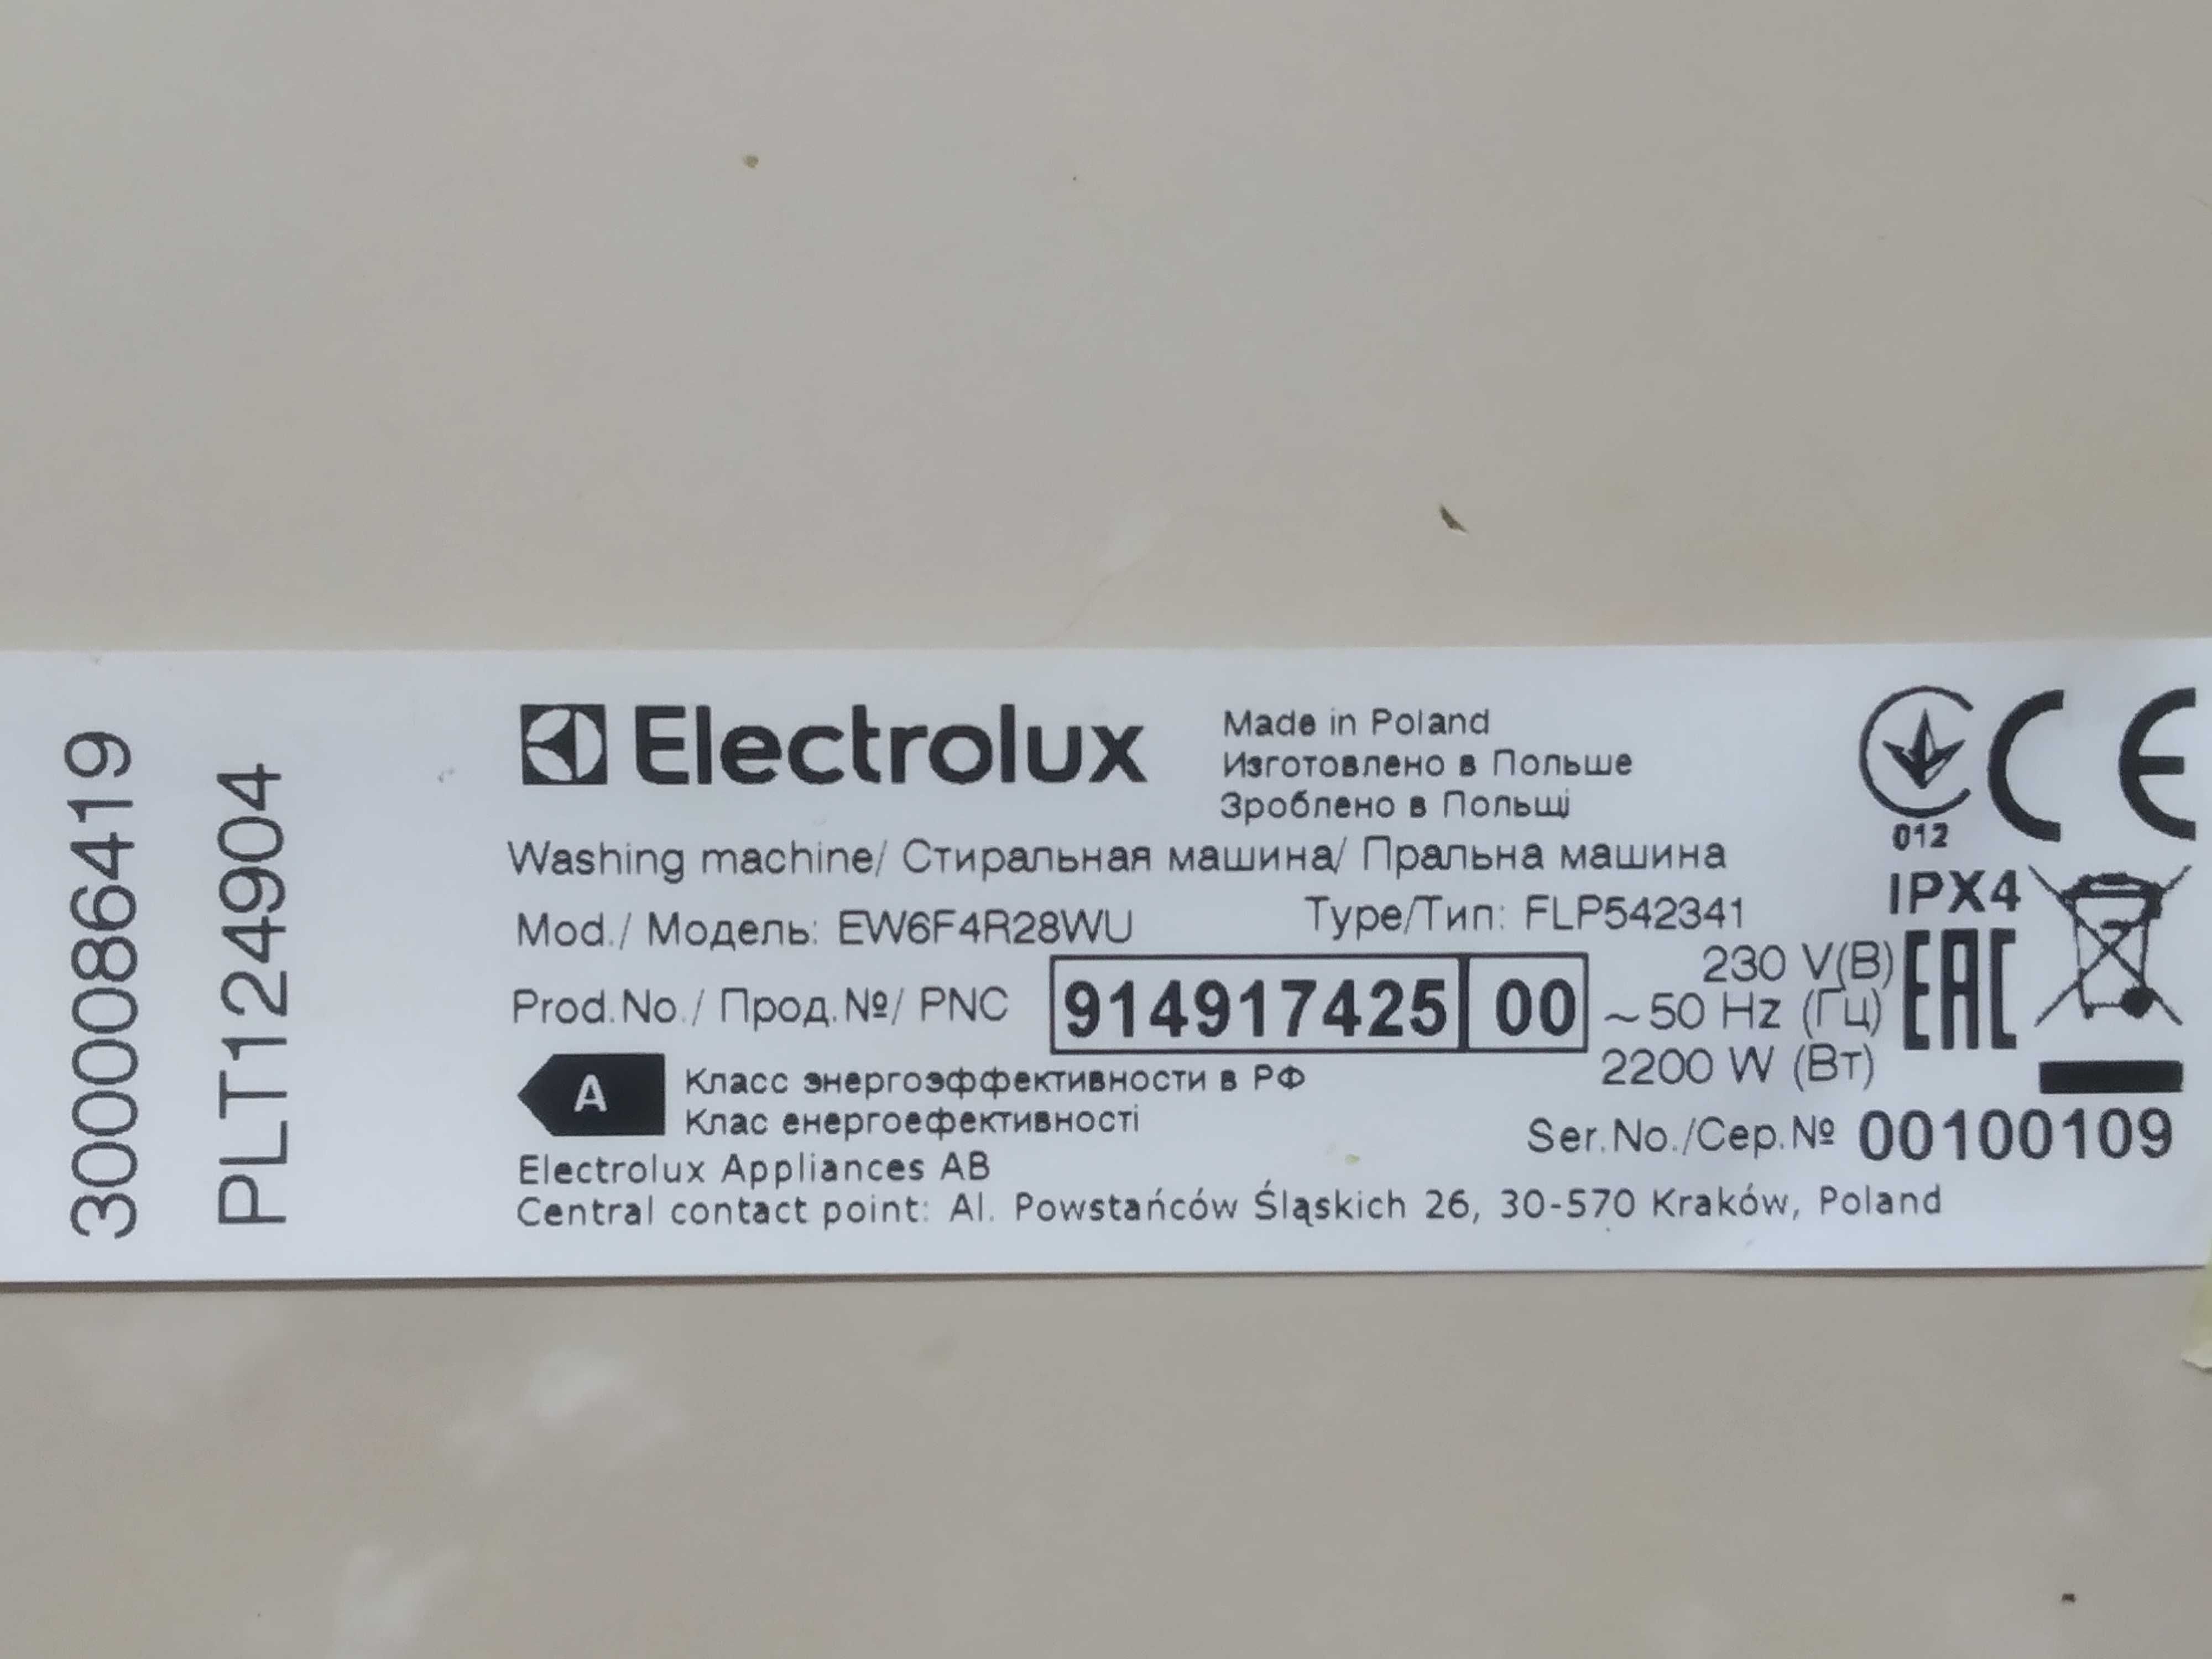 3000086419
PLT124904
Electrolux
Made in Poland
Изготовлено в Польше
Зроблено в Польщі
Washing machine/ Стиральная машина/ Пральна машина
Mod./ Модель: EW6F4R28WU
Type/Тип: FLP542341
Prod.No./ Прод.№/ PNC 914917425 00
230 V(В)
~50 Hz (Гц)
2200 W (Вт)
012
CE
IPX4
EAC
A
Класс энергоэффективности в РФ
Клас енергоефективності
Ser.No./Сер.№ 00100109
Electrolux Appliances AB
Central contact point: Al. Powstańców Śląskich 26, 30-570 Kraków, Poland